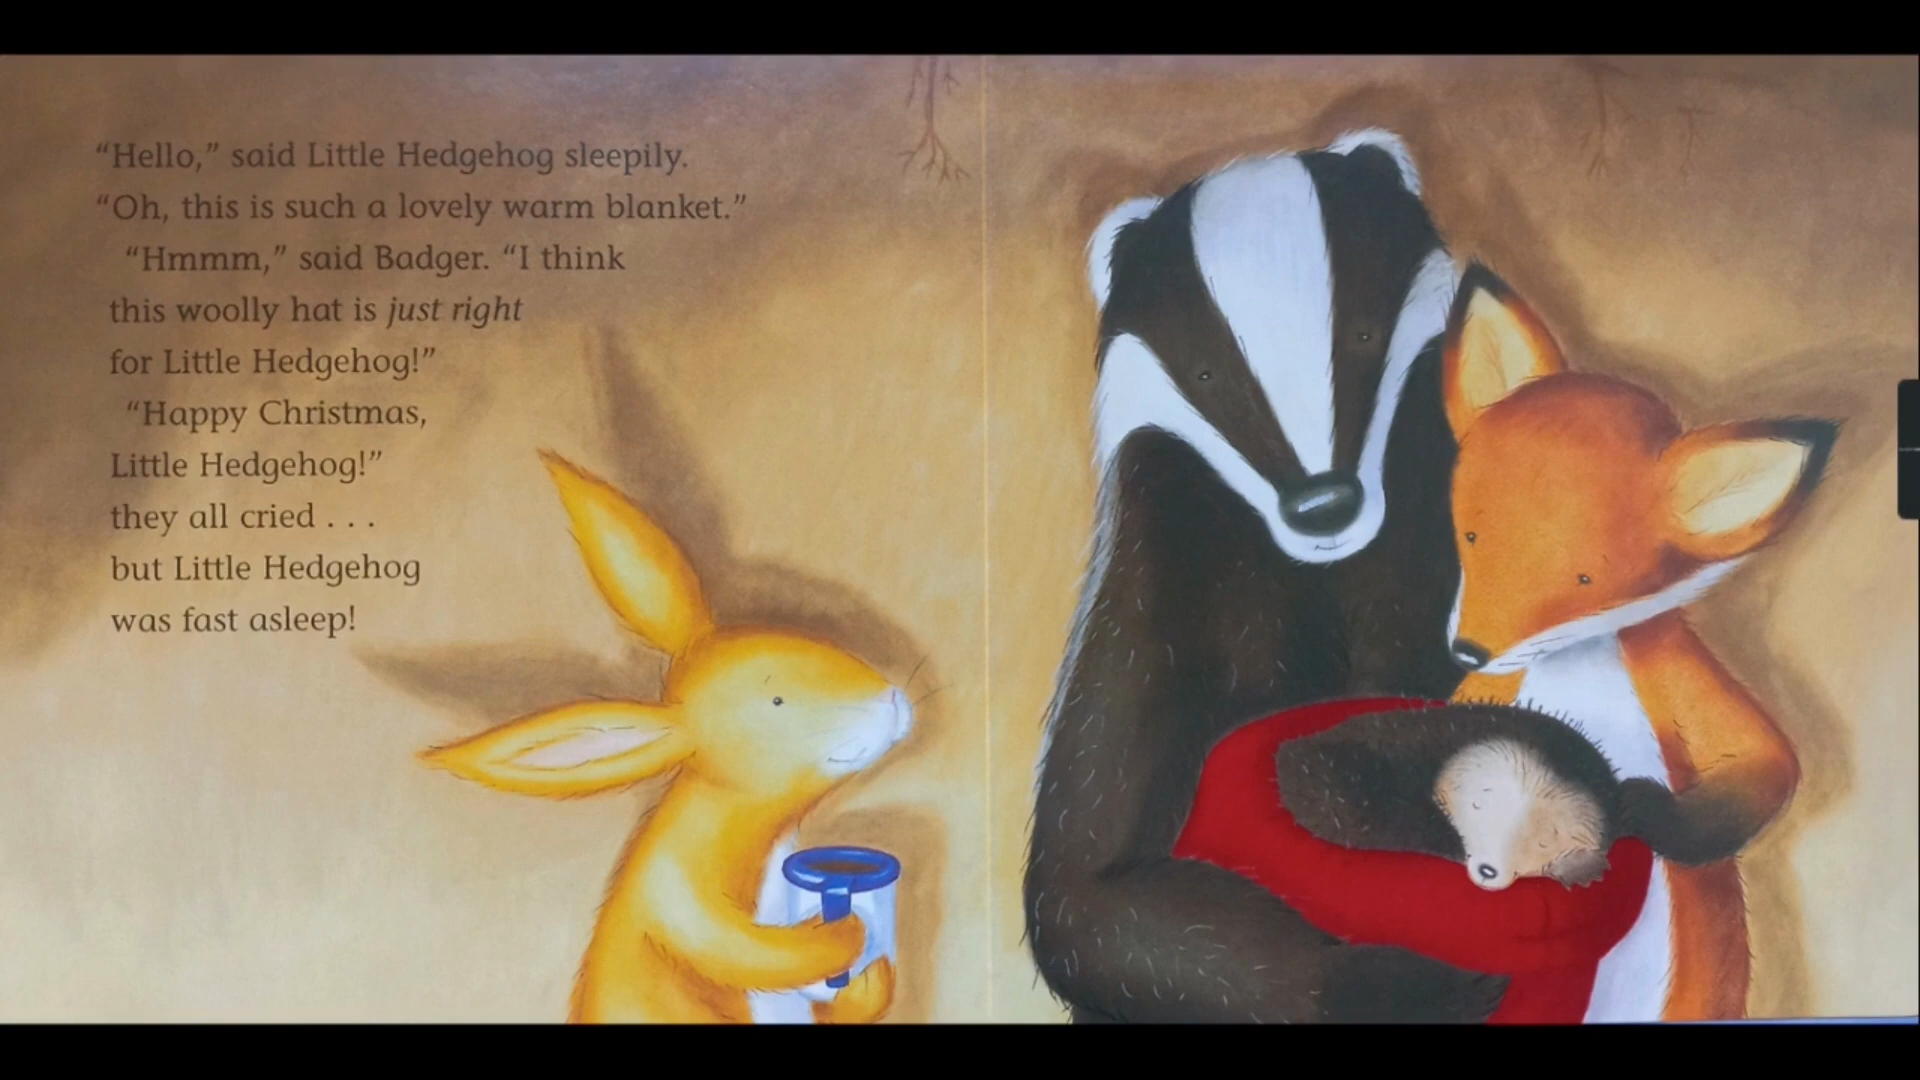 “Hello,” said Little Hedgehog sleepily.
“Oh, this is such a lovely warm blanket.”
“Hmmm,” said Badger. “I think
this woolly hat is just right
for Little Hedgehog!”
“Happy Christmas,
Little Hedgehog!”
they all cried . . .
but Little Hedgehog
was fast asleep!